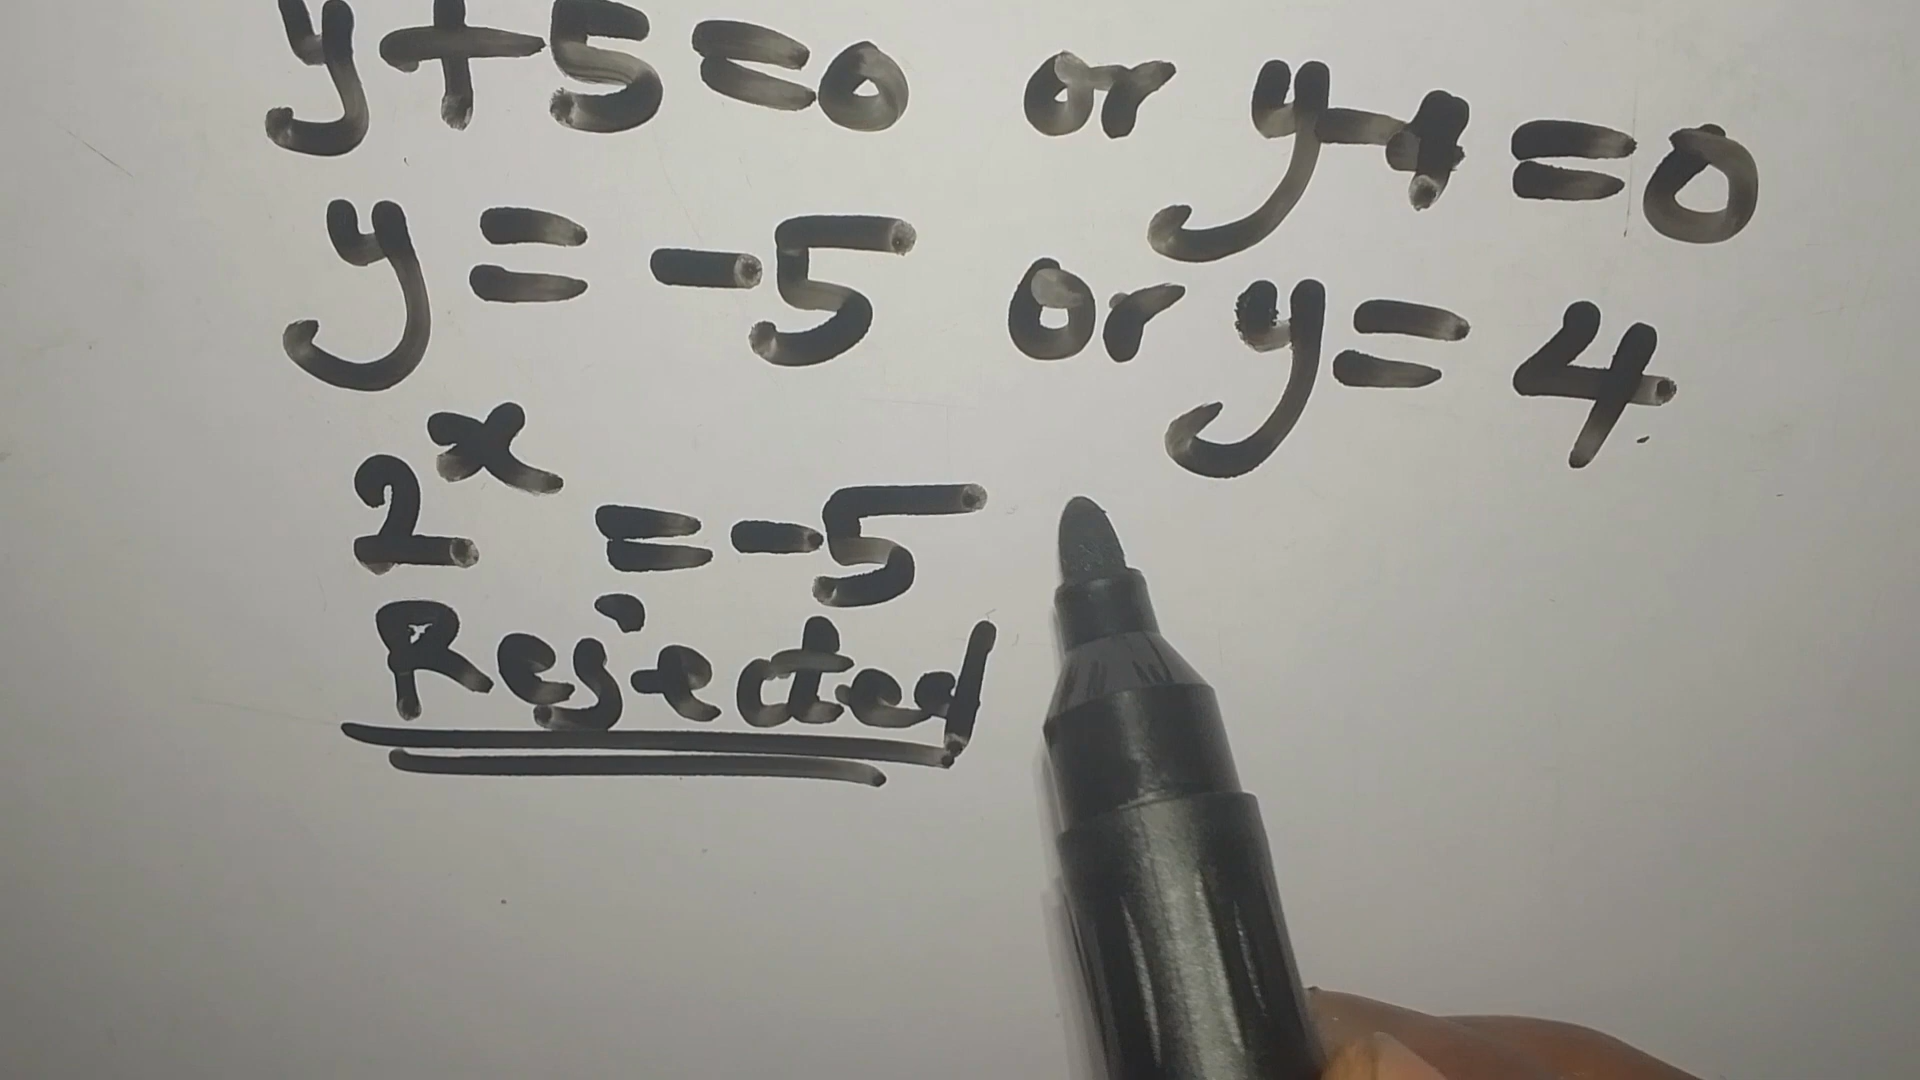 y+5=0 or y-4=0
y=-5 or y=4
2^x=-5
Rejected